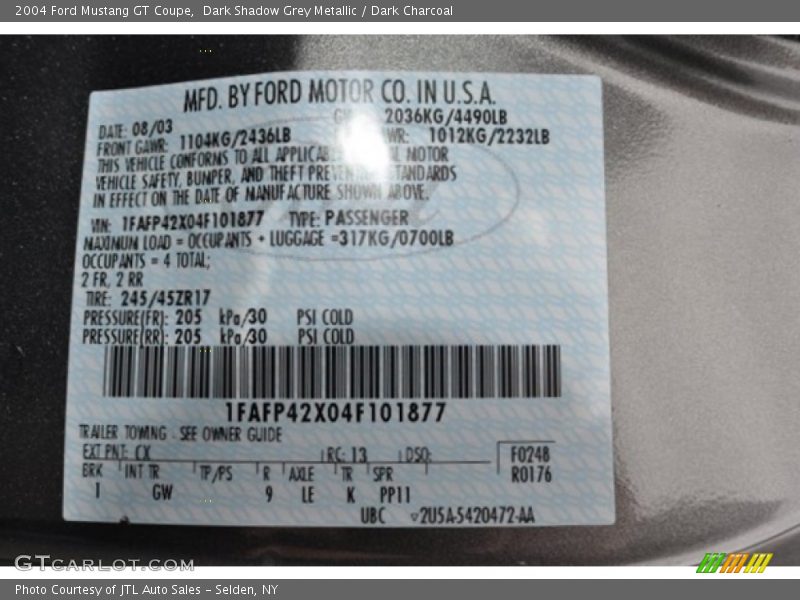 2004 Ford Mustang GT Coupe,  Dark Shadow Grey Metallic / Dark Charcoal
MFD. BY FORD MOTOR CO. IN U.S.A.
DATE: 08/03 2036KG/4490LB
FRONT GAWR: 1104KG/2436LB 1012KG/2232LB
THIS VEHICLE CONFORMS TO ALL MOTOR
VEHICLE SAFETY, BUMPER, AND THEFT STANDARDS
IN EFFECT ON THE DATE OF MANUFACTURE SHOWN ABOVE.
VIN: 1FAFP42X04F101877 TYPE: PASSENGER
MAXIMUM LOAD = OCCUPANTS + LUGGAGE =317KG/0700LB
OCCUPANTS = 4 TOTAL;
2 FR, 2 RR
TIRE: 245/45ZR17
PRESSURE(FR): 205 kPa/30 PSI COLD
PRESSURE(RR): 205 kPa/30 PSI COLD
1FAFP42X04F101877
TRAILER TOWING - SEE OWNER GUIDE
EXT PNT: CX RC: 13 DSO: F0248
R0176
BRK INT TR TP/PS R AXLE TR SPR
1 GW 9 LE K PP11
UBC ▿2U5A-5420472-AA
GTcarlot.com
Photo Courtesy of JTL Auto Sales - Selden, NY